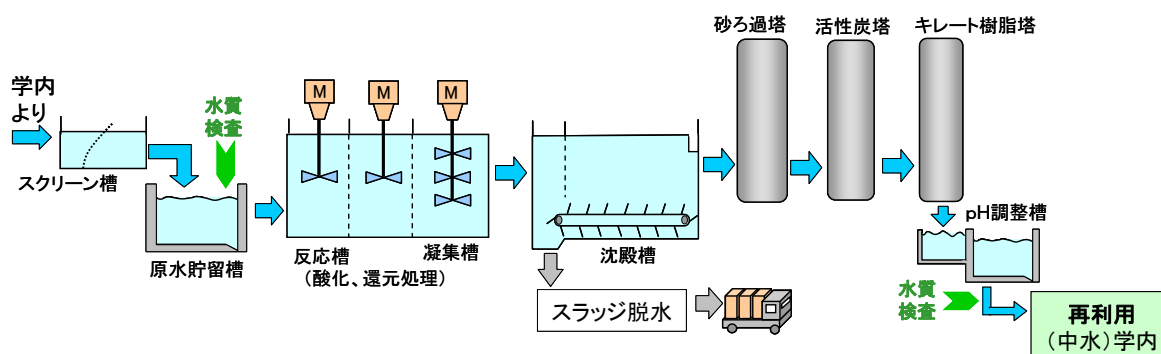 学内
より
スクリーン槽
水質
検査
原水貯留槽
M
M
M
反応槽
(酸化、還元処理)
凝集槽
沈殿槽
スラッジ脱水
砂ろ過塔
活性炭塔
キレート樹脂塔
pH調整槽
水質
検査
再利用
(中水)学内